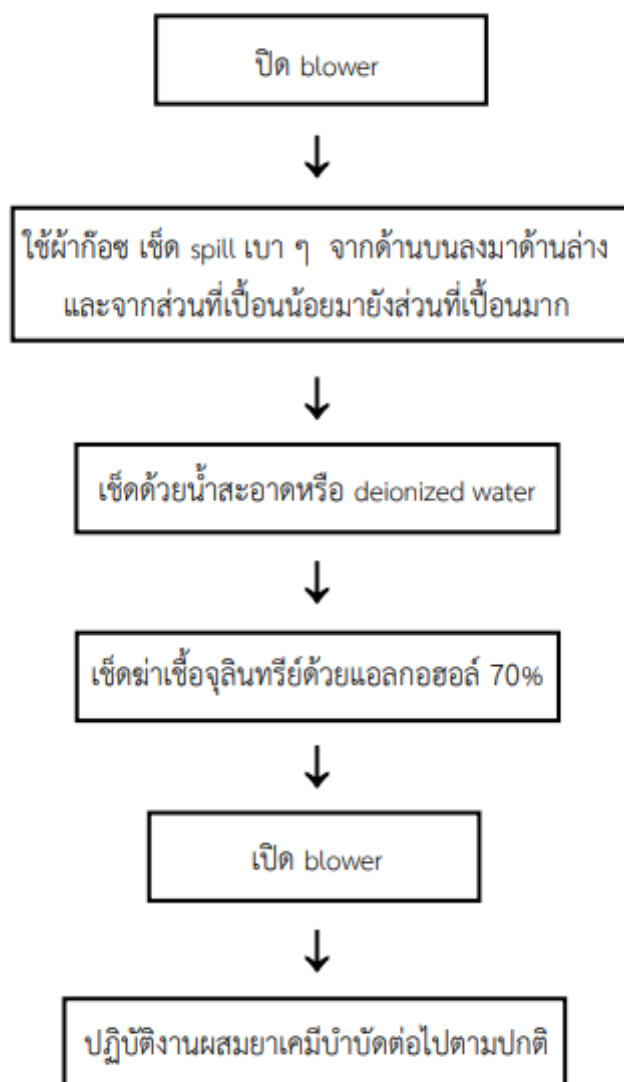 ปิด blower
ใช้ผ้าก๊อซ เช็ด spill เบา ๆ จากด้านบนลงมาด้านล่าง
และจากส่วนที่เปื้อนน้อยมายังส่วนที่เปื้อนมาก
เช็ดด้วยน้ำสะอาดหรือ deionized water
เช็ดฆ่าเชื้อจุลินทรีย์ด้วยแอลกอฮอล์ 70%
เปิด blower
ปฏิบัติงานผสมยาเคมีบำบัดต่อไปตามปกติ